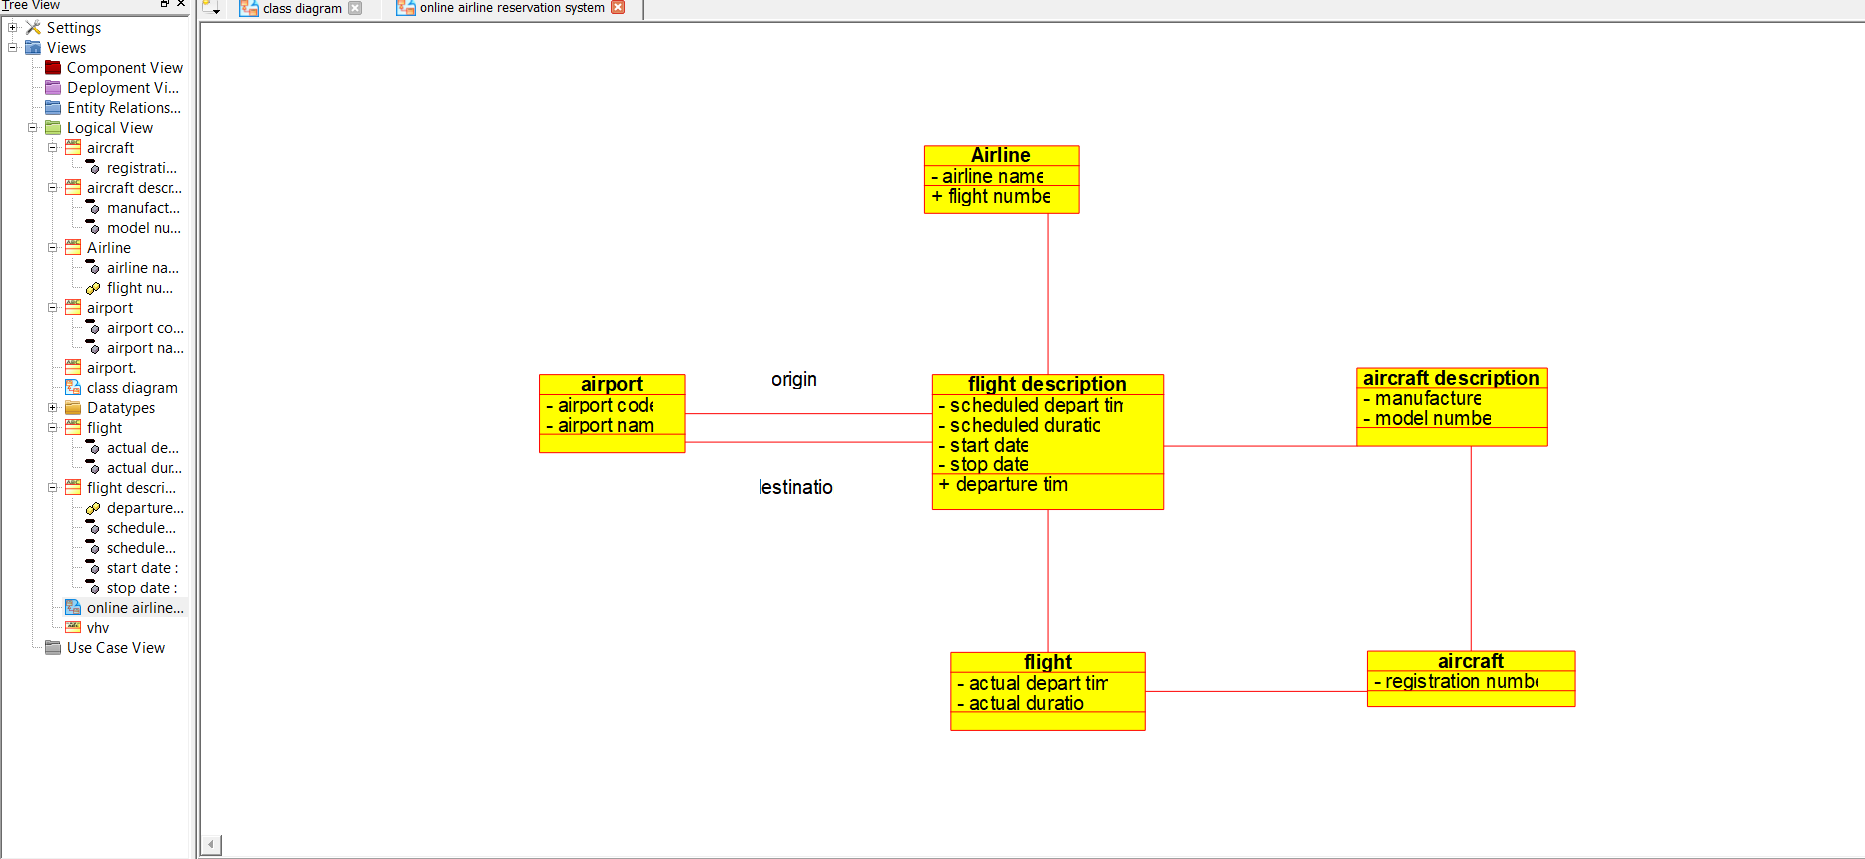 Tree View
class diagram
online airline reservation system
Settings
Views
Component View
Deployment Vi...
Entity Relations...
Logical View
aircraft
registrati...
aircraft descr...
manufact...
model nu...
Airline
airline na...
flight nu...
airport
airport co...
airport na...
airport.
class diagram
Datatypes
flight
actual de...
actual dur...
flight descri...
departure...
schedule...
schedule...
start date :
stop date :
online airline...
vhv
Use Case View
Airline
- airline name
+ flight numbe
airport
- airport code
- airport nam
origin
destinatio
flight description
- scheduled depart tim
- scheduled duratio
- start date
- stop date
+ departure tim
aircraft description
- manufacture
- model numbe
flight
- actual depart tim
- actual duratio
aircraft
- registration numbe